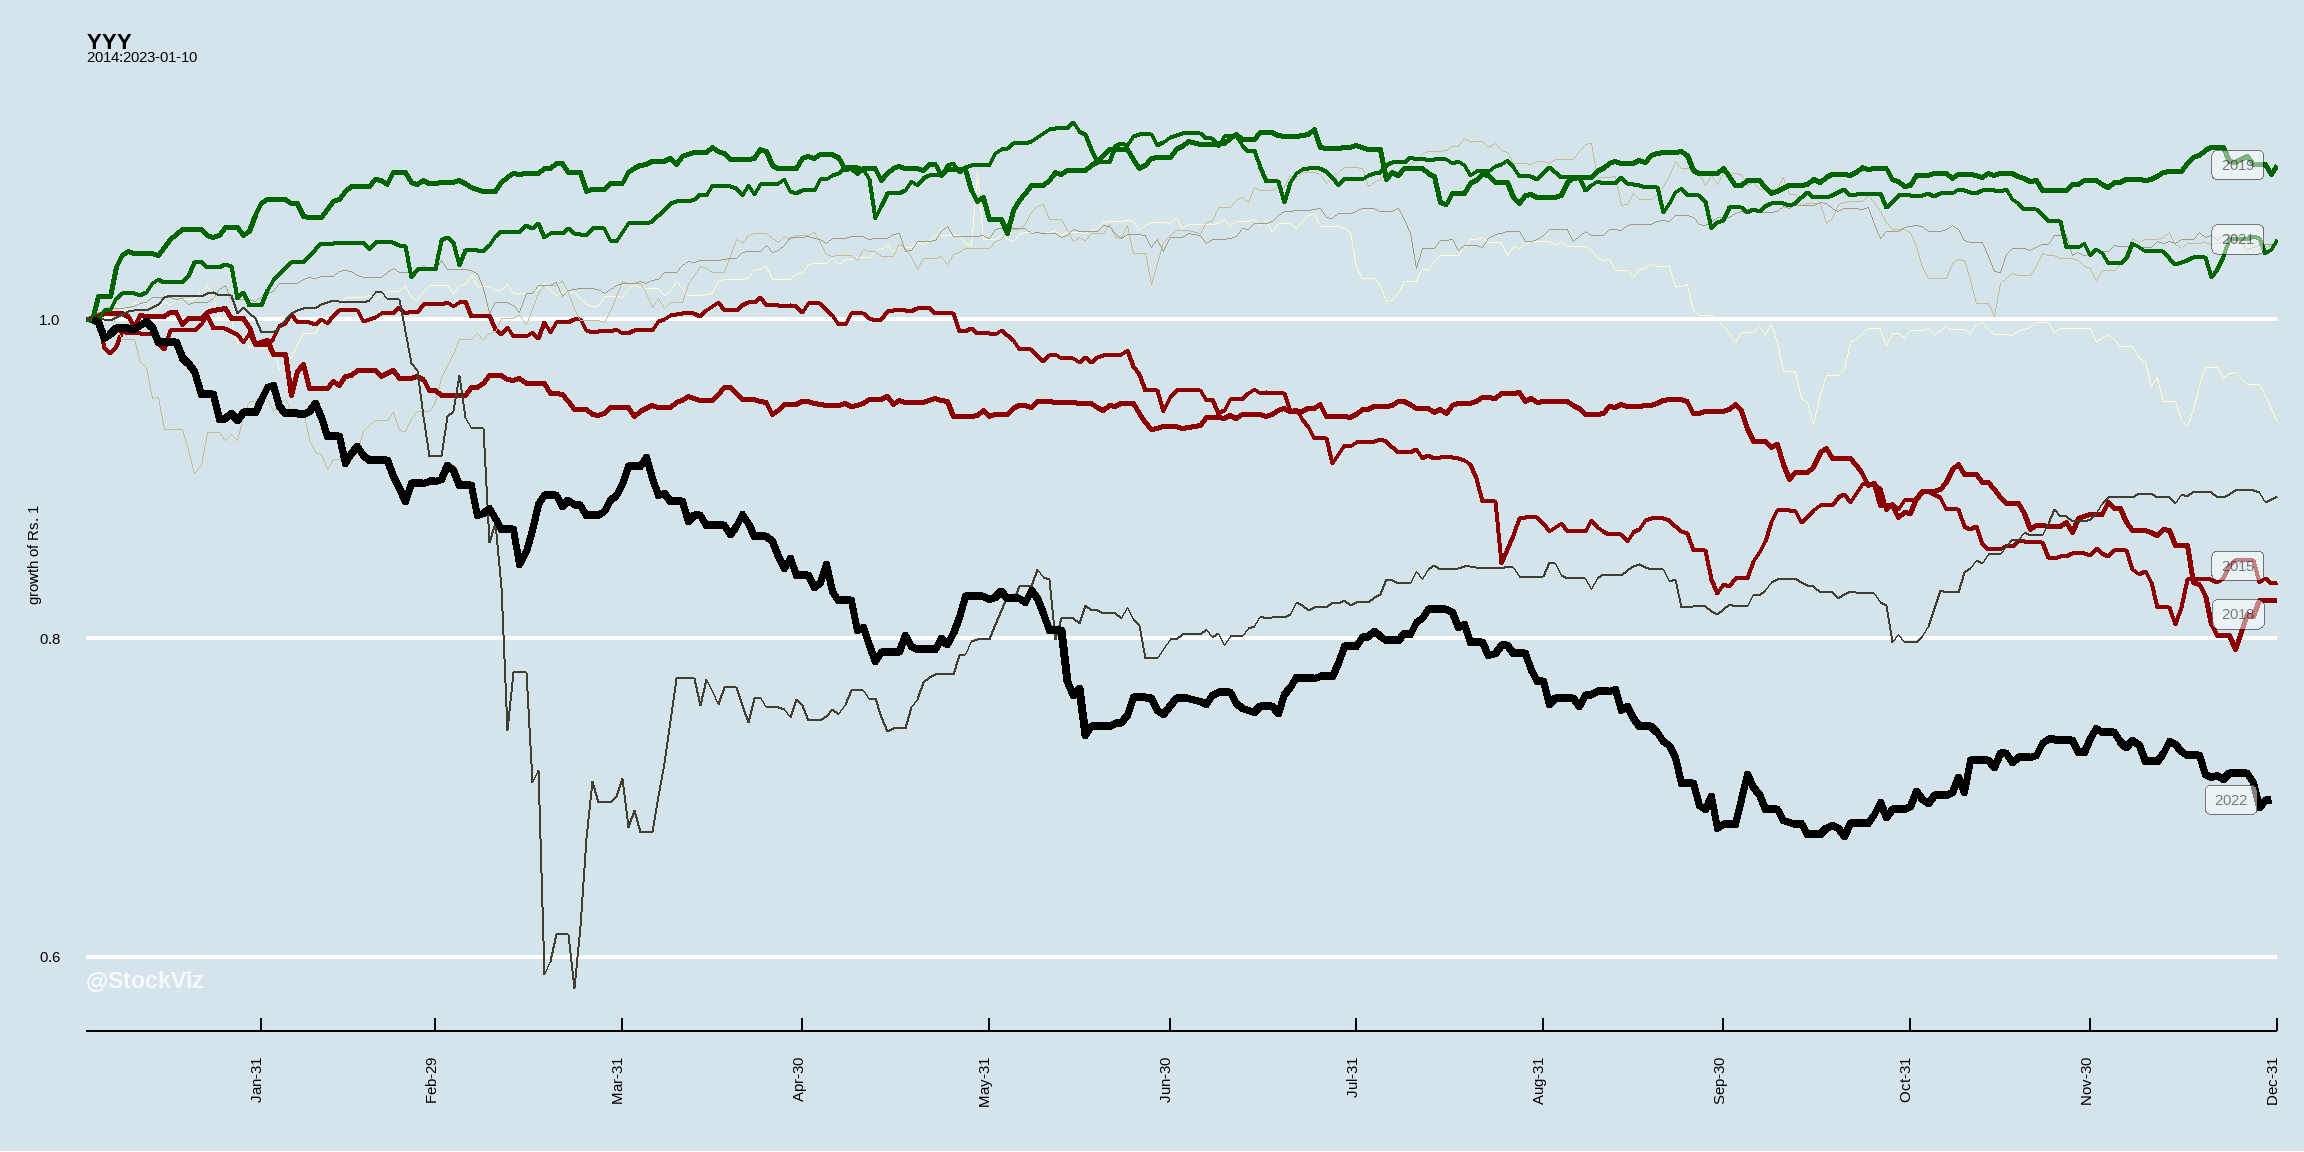 YYY
2014:2023-01-10
1.0
0.8
0.6
growth of Rs. 1
2019
2021
2015
2018
2022
@StockViz
Jan-31
Feb-29
Mar-31
Apr-30
May-31
Jun-30
Jul-31
Aug-31
Sep-30
Oct-31
Nov-30
Dec-31